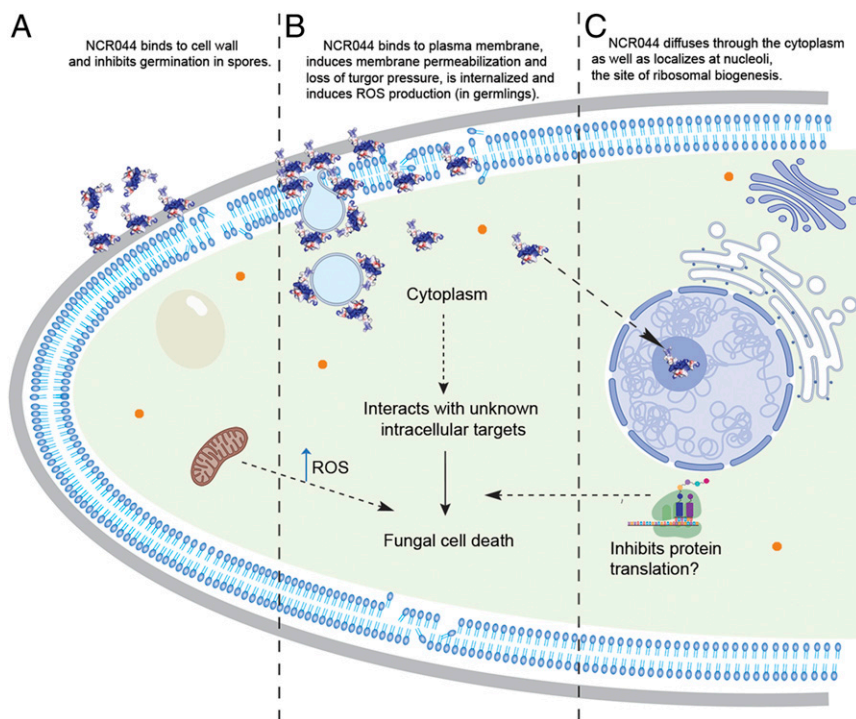 A
NCR044 binds to cell wall
and inhibits germination in spores.
B
NCR044 binds to plasma membrane,
induces membrane permeabilization and
loss of turgor pressure, is internalized and
induces ROS production (in germlings).
C
NCR044 diffuses through the cytoplasm
as well as localizes at nucleoli,
the site of ribosomal biogenesis.
Cytoplasm
Interacts with unknown
intracellular targets
ROS
Fungal cell death
Inhibits protein
translation?